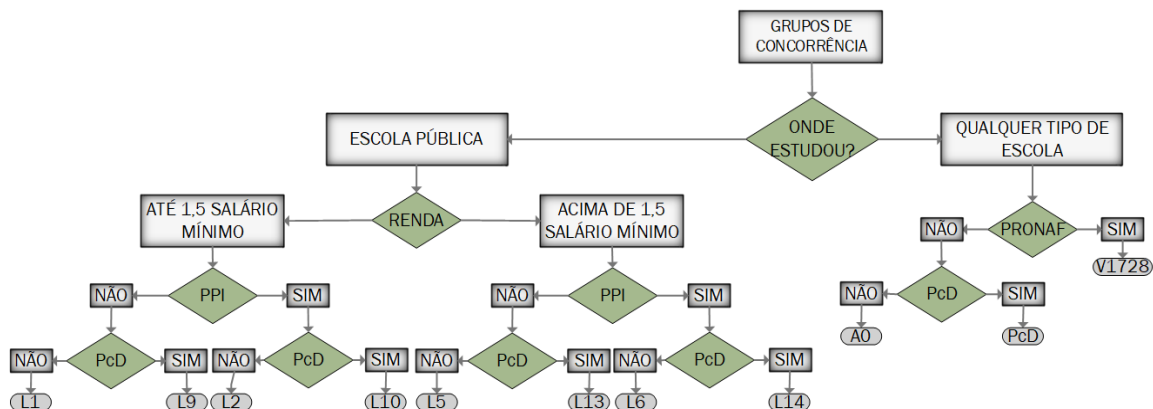 GRUPOS DE
CONCORRÊNCIA
ONDE
ESTUDOU?
ESCOLA PÚBLICA
QUALQUER TIPO DE
ESCOLA
RENDA
ATÉ 1,5 SALÁRIO
MÍNIMO
ACIMA DE 1,5
SALÁRIO MÍNIMO
NÃO
PRONAF
SIM
V1728
NÃO
PPI
SIM
NÃO
PPI
SIM
NÃO
PcD
SIM
A0
PcD
NÃO
PcD
SIM
NÃO
PcD
SIM
NÃO
PcD
SIM
NÃO
PcD
SIM
L1
L9
L2
L10
L5
L13
L6
L14